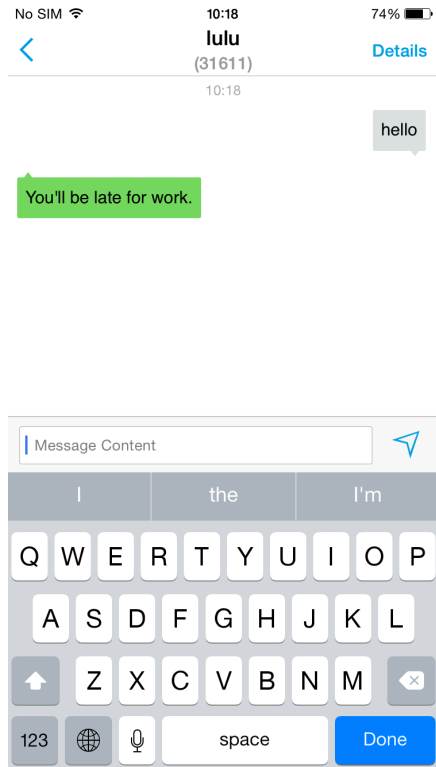 No SIM 10:18 74%
lulu
(31611)
Details
10:18
hello
You'll be late for work.
Message Content
I the I'm
Q W E R T Y U I O P
A S D F G H J K L
Z X C V B N M
123 space Done